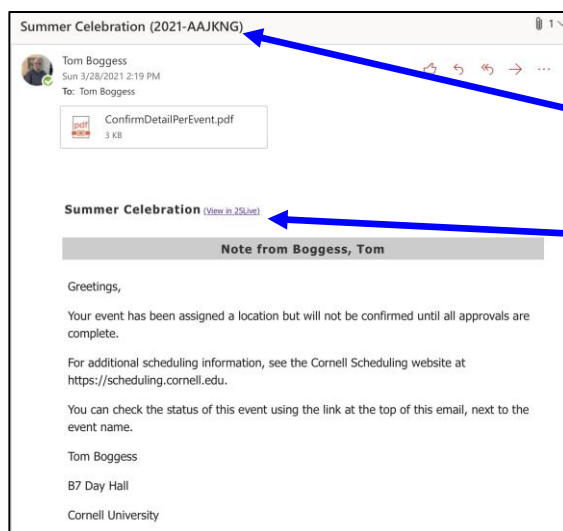 Summer Celebration (2021-AAJKNG)
1
Tom Boggess
Sun 3/28/2021 2:19 PM
To: Tom Boggess
pdf
ConfirmDetailPerEvent.pdf
3 KB
Summer Celebration (View in 25Live)
Note from Boggess, Tom
Greetings,
Your event has been assigned a location but will not be confirmed until all approvals are
complete.
For additional scheduling information, see the Cornell Scheduling website at
https://scheduling.cornell.edu.
You can check the status of this event using the link at the top of this email, next to the
event name.
Tom Boggess
B7 Day Hall
Cornell University